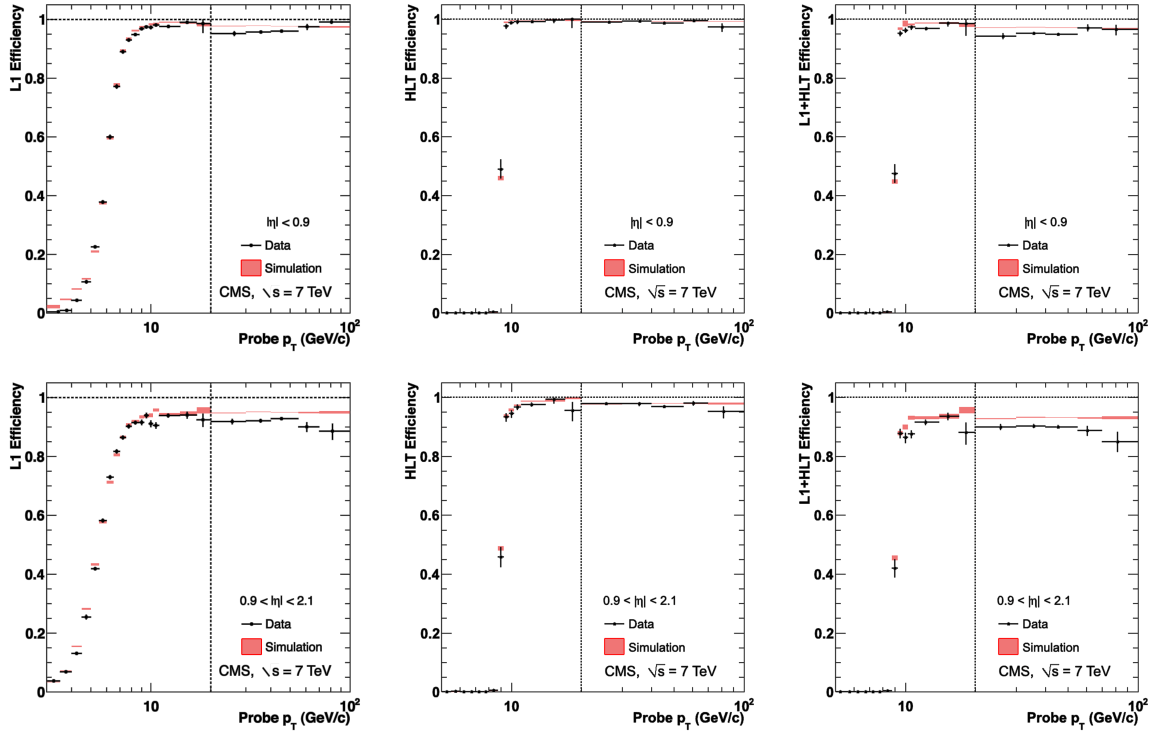 L1 Efficiency
1
0.8
0.6
0.4
0.2
0
|η| < 0.9
Data
Simulation
CMS, \ s = 7 TeV
10
10²
Probe p_T (GeV/c)
HLT Efficiency
1
0.8
0.6
0.4
0.2
0
|η| < 0.9
Data
Simulation
CMS, √s = 7 TeV
10
10²
Probe p_T (GeV/c)
L1+HLT Efficiency
1
0.8
0.6
0.4
0.2
0
|η| < 0.9
Data
Simulation
CMS, √s = 7 TeV
10
10²
Probe p_T (GeV/c)
L1 Efficiency
1
0.8
0.6
0.4
0.2
0
0.9 < |η| < 2.1
Data
Simulation
CMS, \ s = 7 TeV
10
10²
Probe p_T (GeV/c)
HLT Efficiency
1
0.8
0.6
0.4
0.2
0
0.9 < |η| < 2.1
Data
Simulation
CMS, √s = 7 TeV
10
10²
Probe p_T (GeV/c)
L1+HLT Efficiency
1
0.8
0.6
0.4
0.2
0
0.9 < |η| < 2.1
Data
Simulation
CMS, √s = 7 TeV
10
10²
Probe p_T (GeV/c)